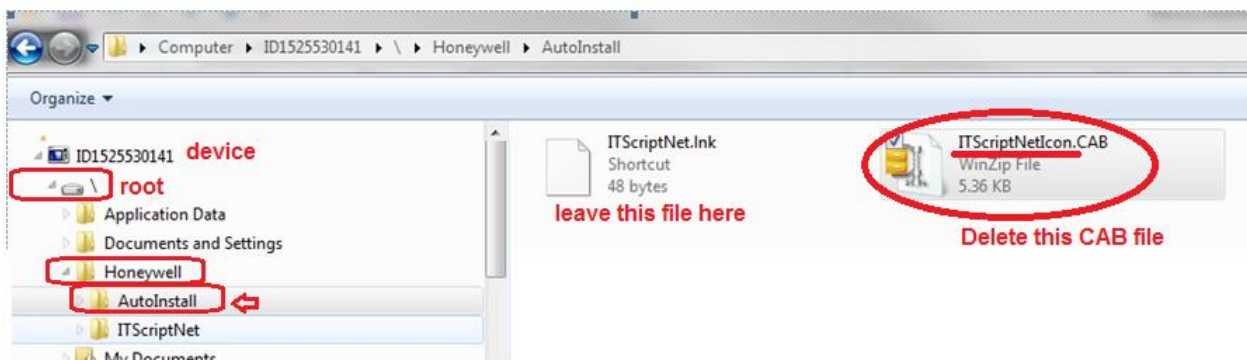 Computer ▸ ID1525530141 ▸ \ ▸ Honeywell ▸ AutoInstall
Organize
ID1525530141 device
\ root
Application Data
Documents and Settings
Honeywell
AutoInstall
ITScriptNet
My Documents
ITScriptNet.lnk
Shortcut
48 bytes
leave this file here
ITScriptNetIcon.CAB
WinZip File
5.36 KB
Delete this CAB file